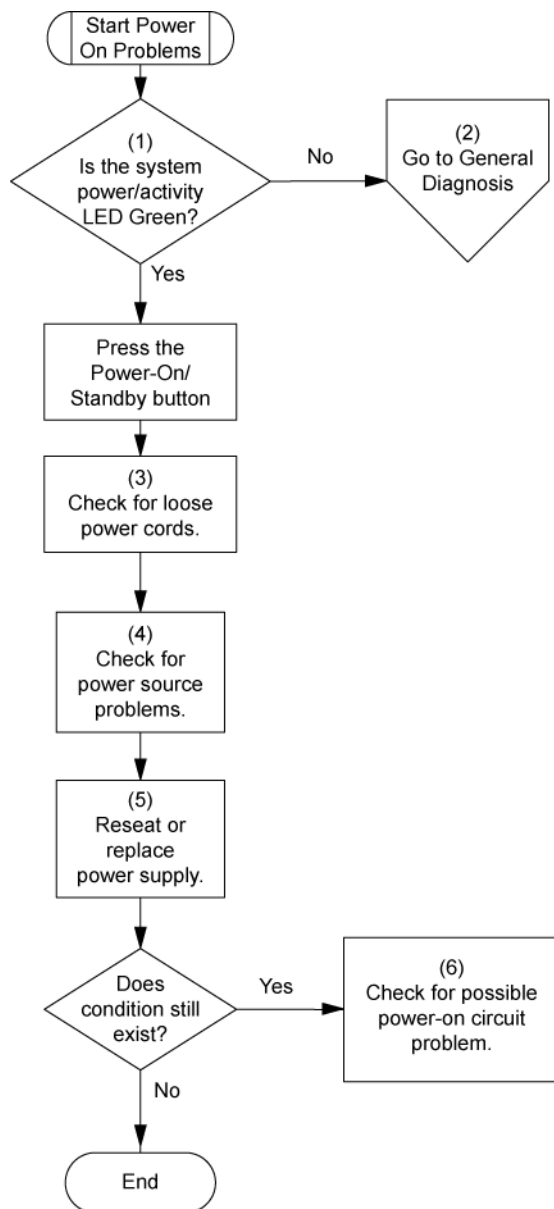 Start Power
On Problems
(1)
Is the system
power/activity
LED Green?
No
(2)
Go to General
Diagnosis
Yes
Press the
Power-On/
Standby button
(3)
Check for loose
power cords.
(4)
Check for
power source
problems.
(5)
Reseat or
replace
power supply.
Does
condition still
exist?
Yes
(6)
Check for possible
power-on circuit
problem.
No
End